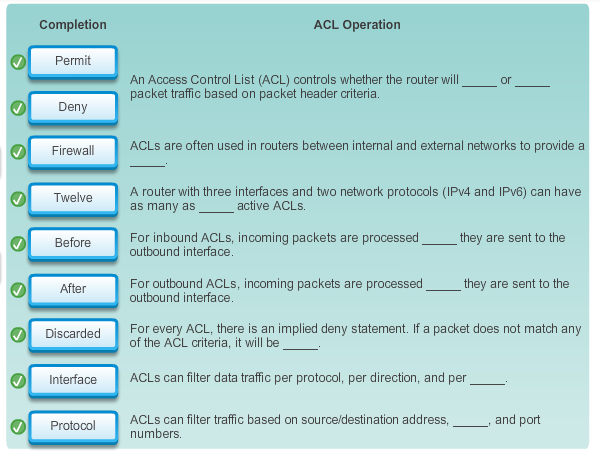 Completion
ACL Operation
Permit
Deny
An Access Control List (ACL) controls whether the router will _____ or _____
packet traffic based on packet header criteria.
Firewall
ACLs are often used in routers between internal and external networks to provide a
_____.
Twelve
A router with three interfaces and two network protocols (IPv4 and IPv6) can have
as many as _____ active ACLs.
Before
For inbound ACLs, incoming packets are processed _____ they are sent to the
outbound interface.
After
For outbound ACLs, incoming packets are processed _____ they are sent to the
outbound interface.
Discarded
For every ACL, there is an implied deny statement. If a packet does not match any
of the ACL criteria, it will be _____.
Interface
ACLs can filter data traffic per protocol, per direction, and per _____.
Protocol
ACLs can filter traffic based on source/destination address, _____, and port
numbers.